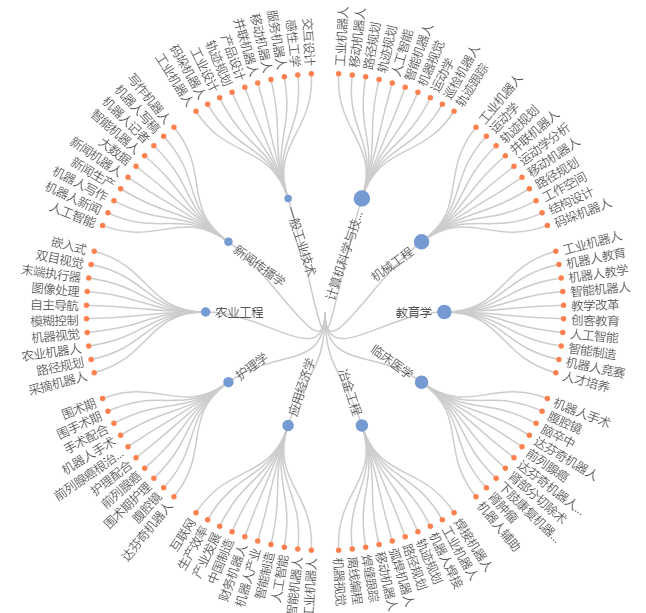 计算机科学与技...
工业机器人
移动机器人
路径规划
轨迹规划
人工智能
智能机器人
机器视觉
运动学
巡检机器人
轨迹跟踪
机械工程
工业机器人
运动学
轨迹规划
并联机器人
运动学分析
移动机器人
路径规划
工作空间
结构设计
码垛机器人
教育学
工业机器人
机器人教育
机器人教学
智能机器人
教学改革
创客教育
人工智能
智能制造
机器人竞赛
人才培养
临床医学
机器人手术
腹腔镜
脑卒中
达芬奇机器人
前列腺癌
达芬奇机器人...
肾部分切除术
下肢康复机器...
肾肿瘤
机器人辅助
冶金工程
焊接机器人
工业机器人
机器人焊接
轨迹规划
路径规划
弧焊机器人
移动机器人
焊缝跟踪
离线编程
机器视觉
应用经济学
工业机器人
智能机器人
人工智能
智能制造
机器人产业
财务机器人
中国制造
产业发展
生产效率
互联网
护理学
达芬奇机器人
腹腔镜
围术期护理
前列腺癌
护理配合
前列腺癌根治...
机器人手术
手术配合
围手术期
围术期
农业工程
采摘机器人
路径规划
农业机器人
机器视觉
模糊控制
自主导航
图像处理
末端执行器
双目视觉
嵌入式
新闻传播学
人工智能
机器人新闻
机器人写作
新闻生产
新闻机器人
大数据
智能机器人
机器人记者
机器人写稿
写作机器人
一般工业技术
工业机器人
码垛机器人
工业设计
轨迹规划
产品设计
并联机器人
移动机器人
服务机器人
感性工学
交互设计